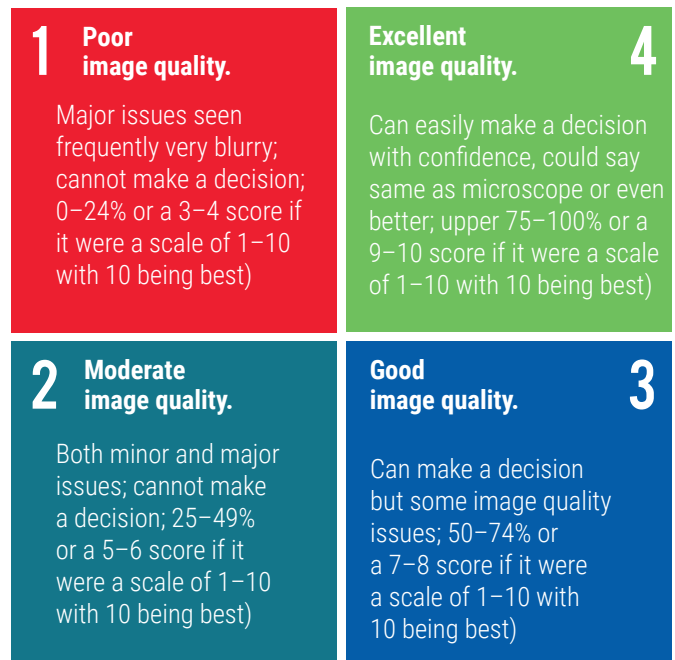 1 Poor
image quality.
Major issues seen
frequently very blurry;
cannot make a decision;
0–24% or a 3–4 score if
it were a scale of 1–10
with 10 being best)
2 Moderate
image quality.
Both minor and major
issues; cannot make
a decision; 25–49%
or a 5–6 score if it
were a scale of 1–10
with 10 being best)
Good 3
image quality.
Can make a decision
but some image quality
issues; 50–74% or
a 7–8 score if it were
a scale of 1–10 with
10 being best)
Excellent 4
image quality.
Can easily make a decision
with confidence, could say
same as microscope or even
better; upper 75–100% or a
9–10 score if it were a scale
of 1–10 with 10 being best)